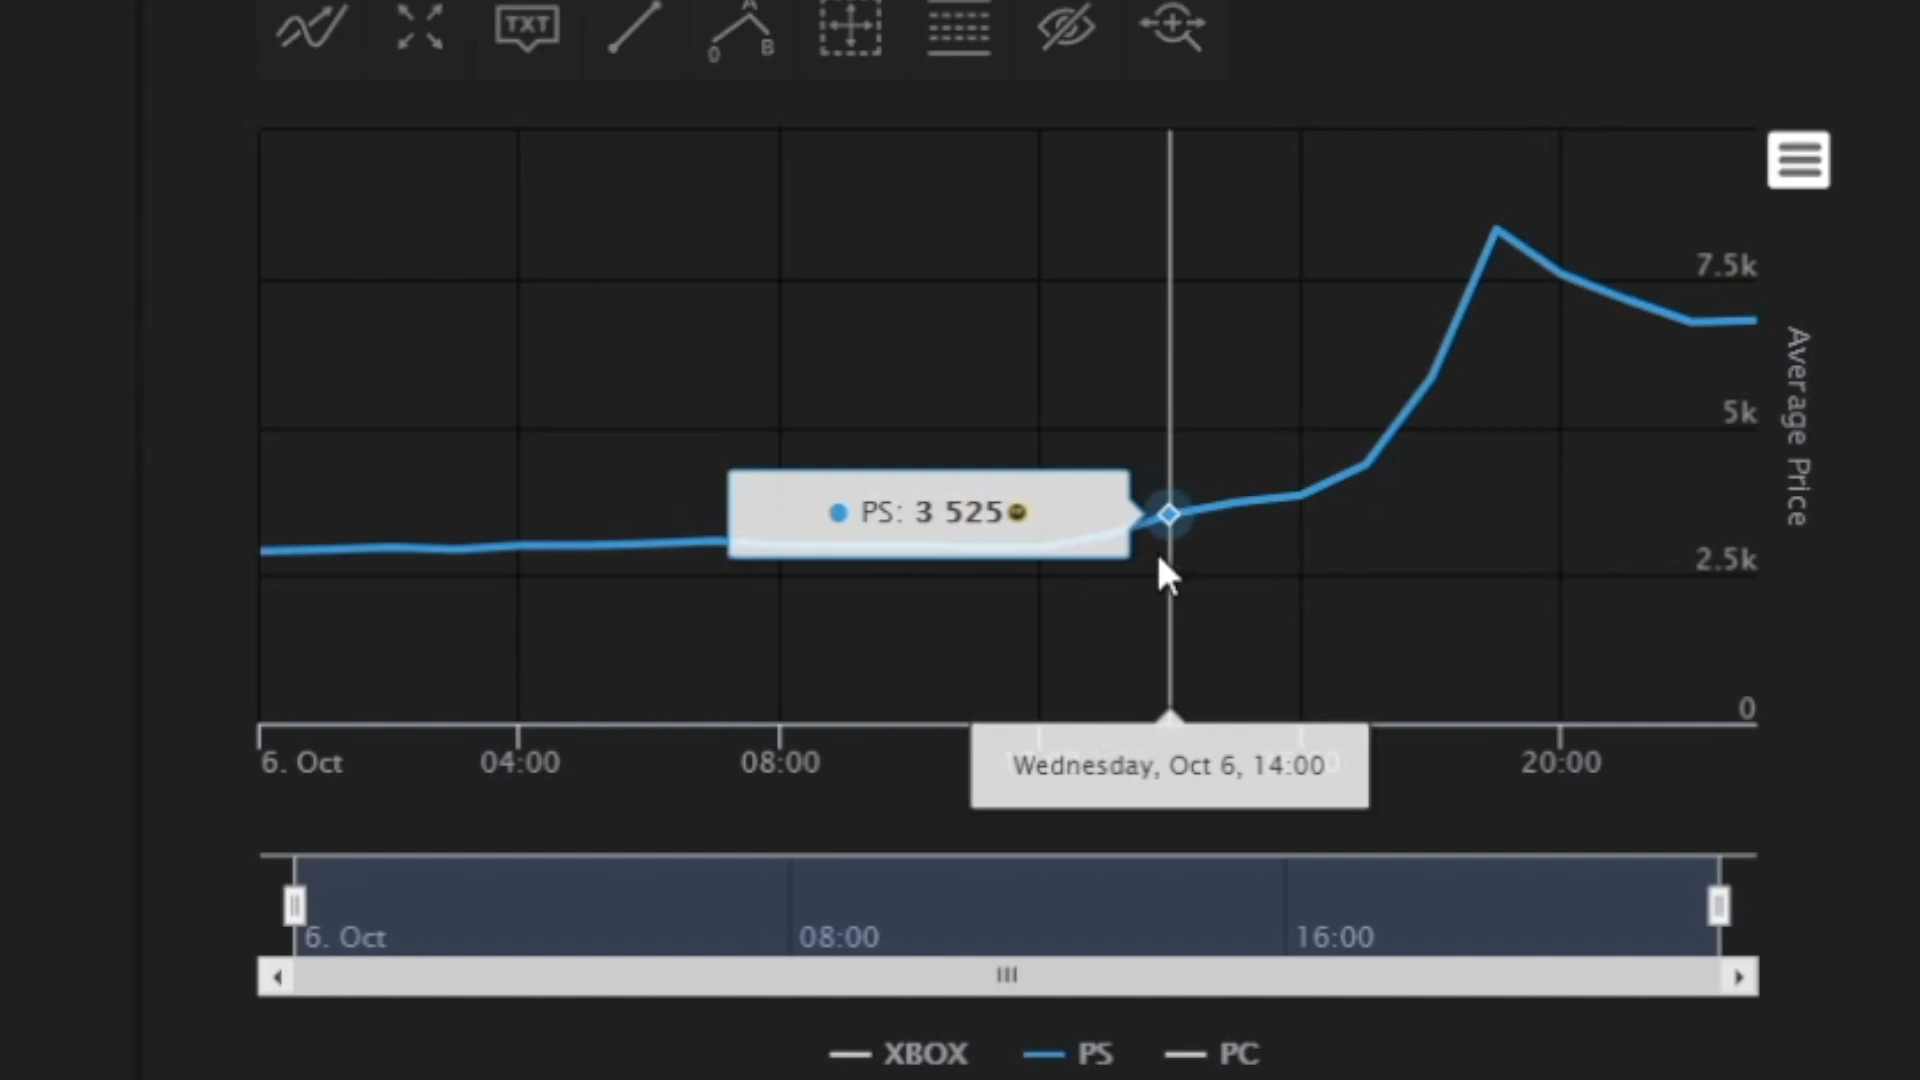 TXT
A
0
B
7.5k
5k
2.5k
0
Average Price
PS: 3 525
6. Oct
04:00
08:00
20:00
Wednesday, Oct 6, 14:00
6. Oct
08:00
16:00
XBOX
PS
PC